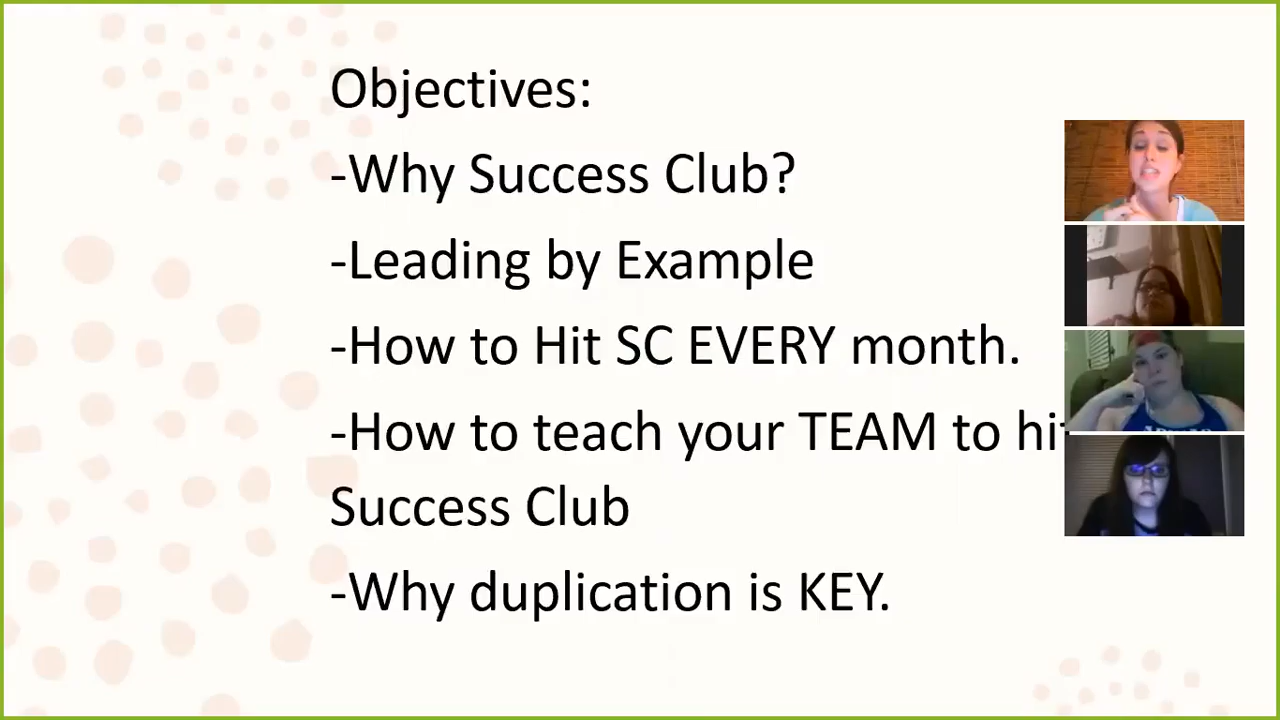 Objectives:
-Why Success Club?
-Leading by Example
-How to Hit SC EVERY month.
-How to teach your TEAM to hit
Success Club
-Why duplication is KEY.